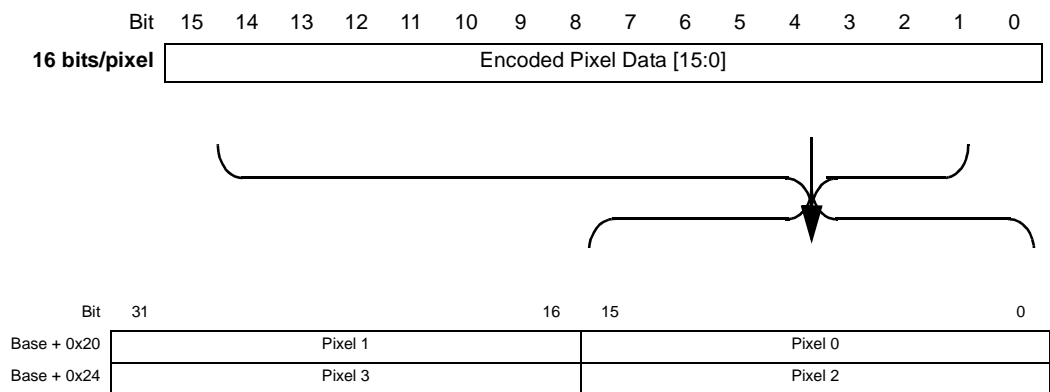 Bit 15 14 13 12 11 10 9 8 7 6 5 4 3 2 1 0
16 bits/pixel Encoded Pixel Data [15:0]
Bit 31 16 15 0
Base + 0x20 Pixel 1 Pixel 0
Base + 0x24 Pixel 3 Pixel 2